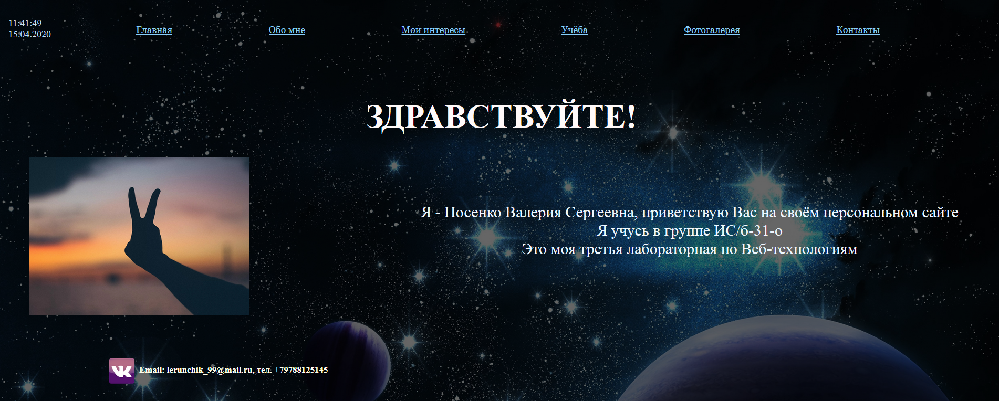 11:41:49
15.04.2020
Главная
Обо мне
Мои интересы
Учёба
Фотогалерея
Контакты
ЗДРАВСТВУЙТЕ!
Я - Носенко Валерия Сергеевна, приветствую Вас на своём персональном сайте
Я учусь в группе ИС/б-31-о
Это моя третья лабораторная по Веб-технологиям
Email: lerunchik_99@mail.ru, тел. +79788125145